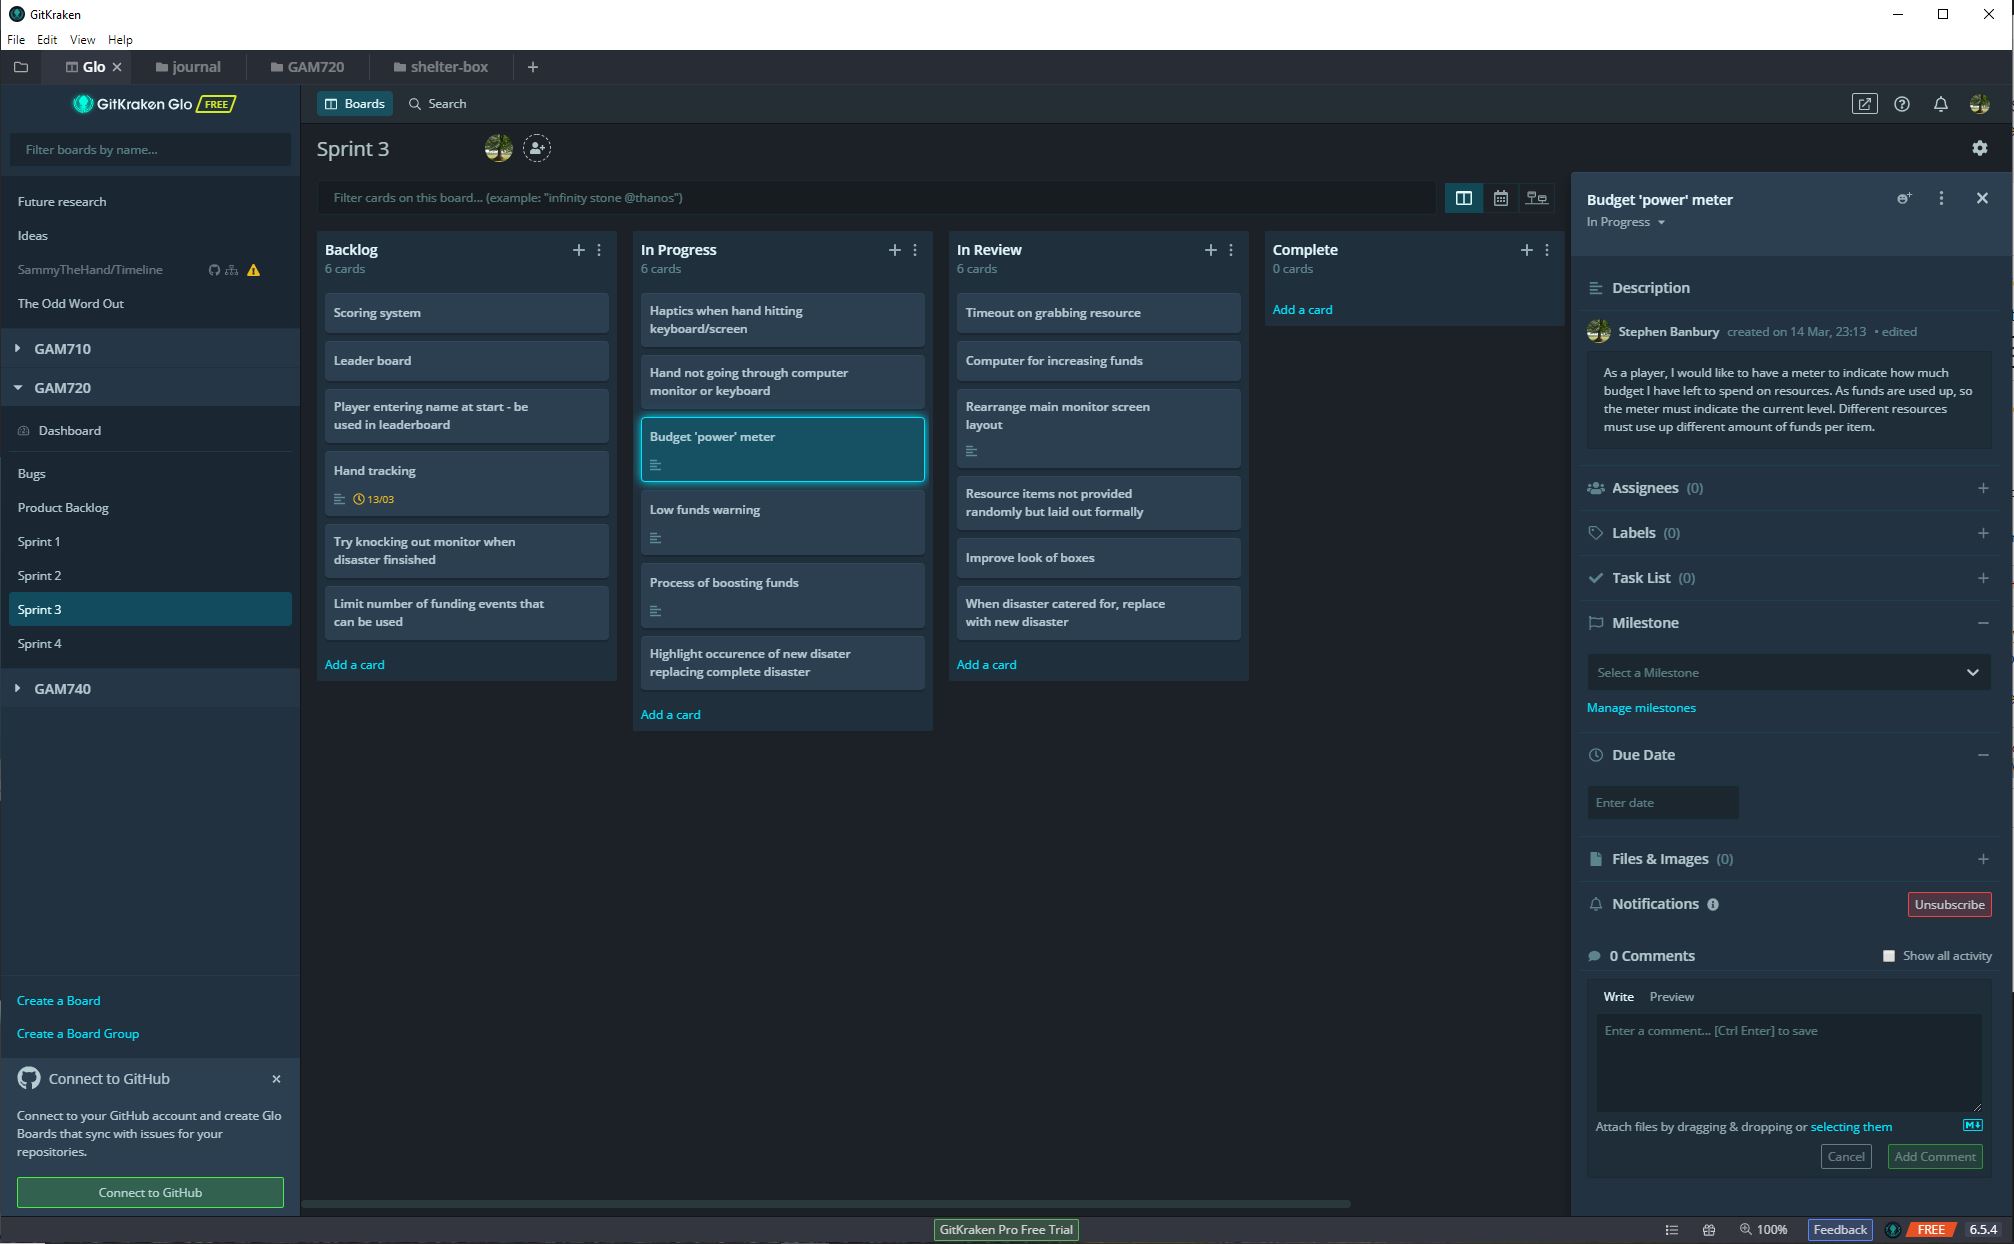 GitKraken
File Edit View Help
Glo journal GAM720 shelter-box
GitKraken Glo FREE
Boards Search
Filter boards by name...
Future research
Ideas
SammyTheHand/Timeline
The Odd Word Out
GAM710
GAM720
Dashboard
Bugs
Product Backlog
Sprint 1
Sprint 2
Sprint 3
Sprint 4
GAM740
Create a Board
Create a Board Group
Connect to GitHub
Connect to your GitHub account and create Glo
Boards that sync with issues for your
repositories.
Connect to GitHub
Sprint 3
Filter cards on this board... (example: "infinity stone @thanos")
Backlog
6 cards
Scoring system
Leader board
Player entering name at start - be
used in leaderboard
Hand tracking
13/03
Try knocking out monitor when
disaster finsished
Limit number of funding events that
can be used
Add a card
In Progress
6 cards
Haptics when hand hitting
keyboard/screen
Hand not going through computer
monitor or keyboard
Budget 'power' meter
Low funds warning
Process of boosting funds
Highlight occurence of new disater
replacing complete disaster
Add a card
In Review
6 cards
Timeout on grabbing resource
Computer for increasing funds
Rearrange main monitor screen
layout
Resource items not provided
randomly but laid out formally
Improve look of boxes
When disaster catered for, replace
with new disaster
Add a card
Complete
0 cards
Add a card
Budget 'power' meter
In Progress
Description
Stephen Banbury created on 14 Mar, 23:13 • edited
As a player, I would like to have a meter to indicate how much
budget I have left to spend on resources. As funds are used up, so
the meter must indicate the current level. Different resources
must use up different amount of funds per item.
Assignees (0)
Labels (0)
Task List (0)
Milestone
Select a Milestone
Manage milestones
Due Date
Enter date
Files & Images (0)
Notifications
Unsubscribe
0 Comments
Show all activity
Write Preview
Enter a comment... [Ctrl Enter] to save
Attach files by dragging & dropping or selecting them
Cancel Add Comment
GitKraken Pro Free Trial
100% Feedback FREE 6.5.4